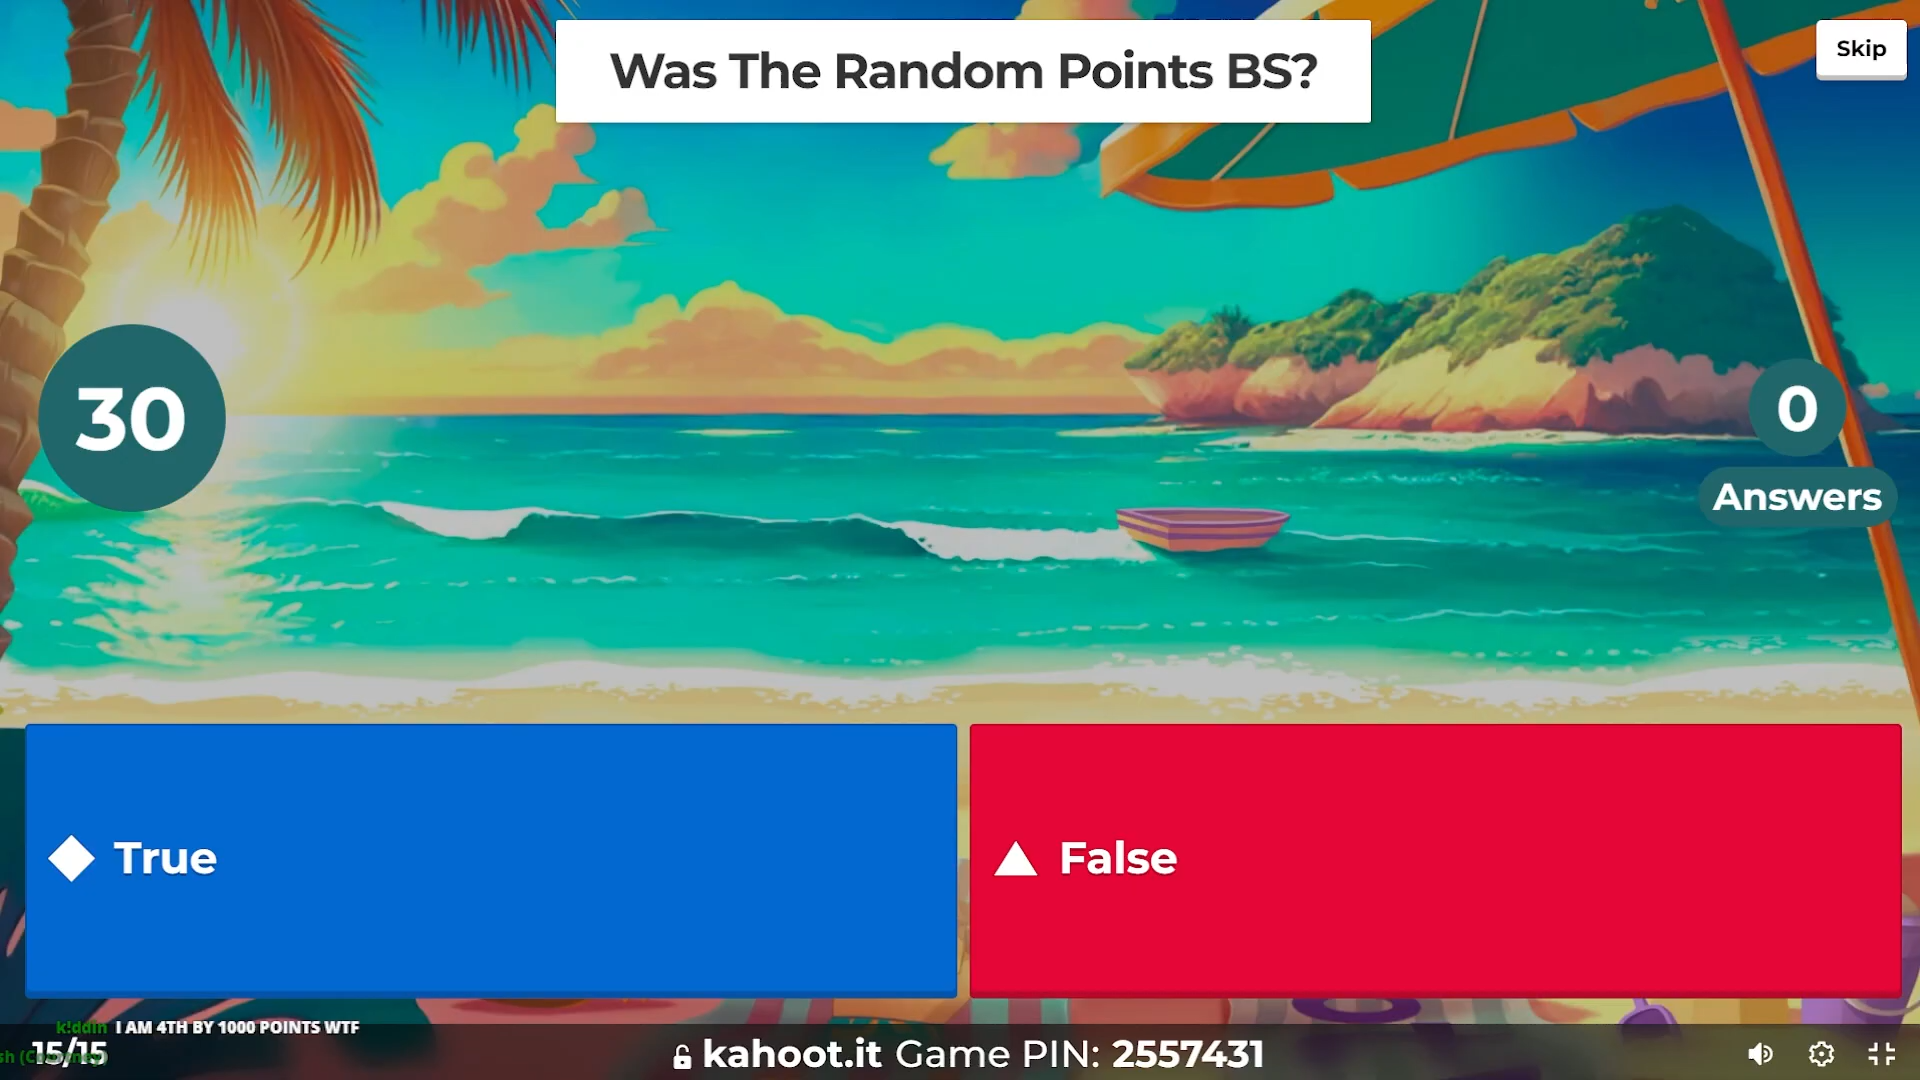 Was The Random Points BS?
Skip
30
0
Answers
True
False
k!ddin I AM 4TH BY 1000 POINTS WTF
15/15
kahoot.it Game PIN: 2557431